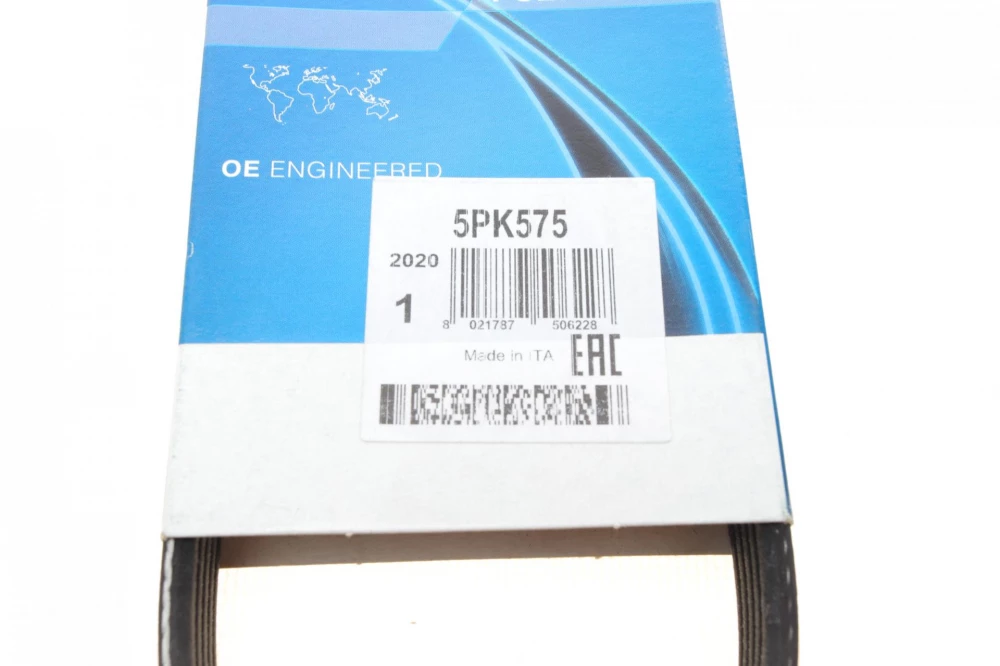 OE ENGINEERED
5PK575
2020
1
8 021787 506228
Made in ITA
EAC